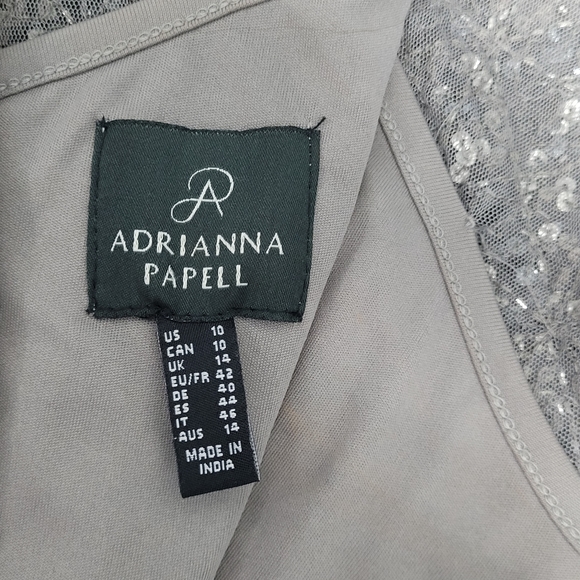 ADRIANNA
PAPELL
US 10
CAN 10
UK 14
EU/FR 42
DE 40
ES 44
IT 46
AUS 14
MADE IN
INDIA